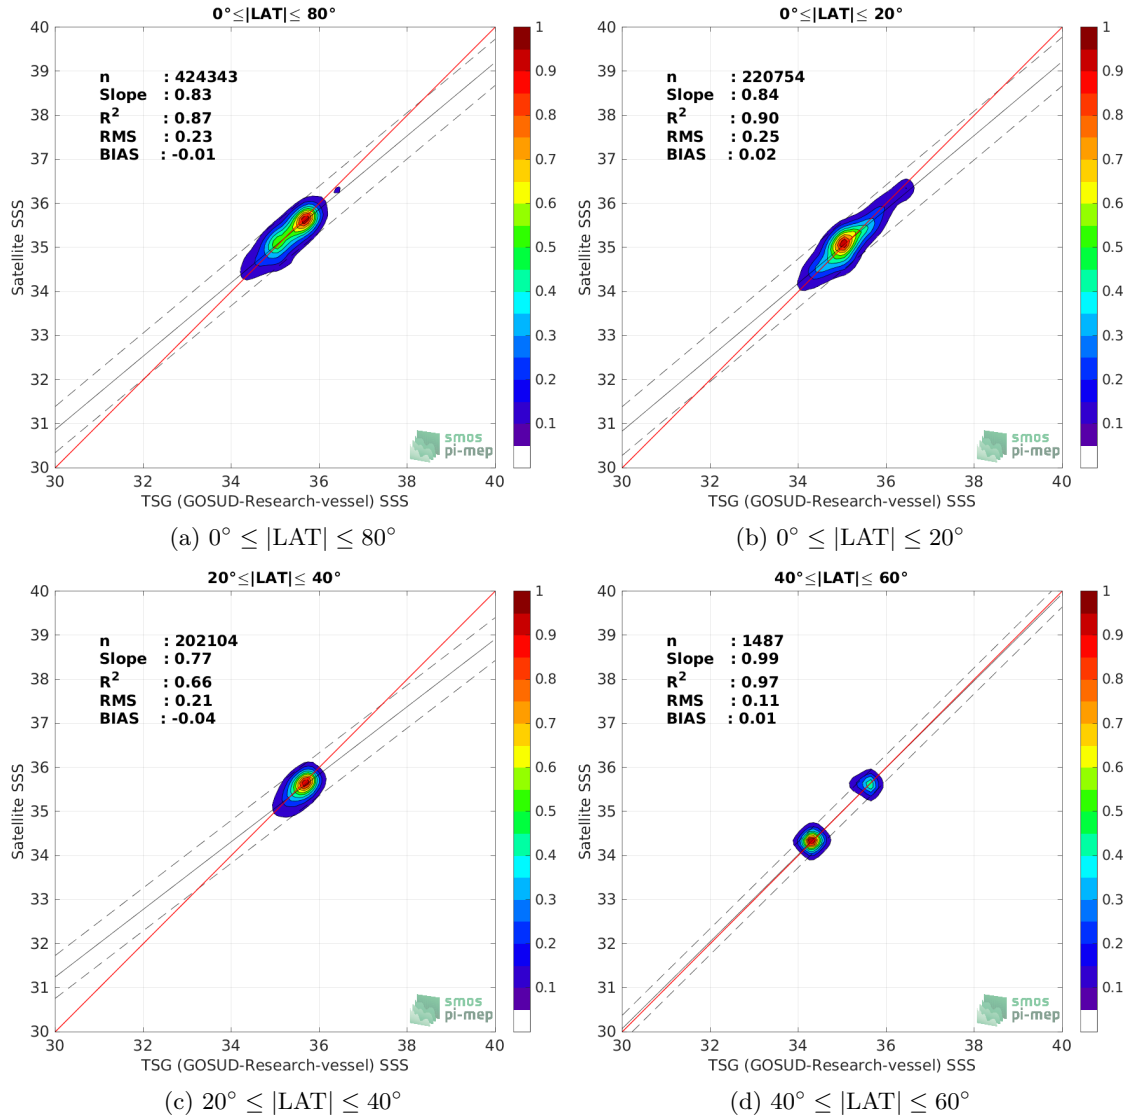 0°≤|LAT|≤ 80°
n : 424343
Slope : 0.83
R² : 0.87
RMS : 0.23
BIAS : -0.01
40
39
38
37
36
35
34
33
32
31
30
Satellite SSS
30 32 34 36 38 40
TSG (GOSUD-Research-vessel) SSS
smos
pi-mep
1
0.9
0.8
0.7
0.6
0.5
0.4
0.3
0.2
0.1
(a) 0° ≤ |LAT| ≤ 80°
0°≤|LAT|≤ 20°
n : 220754
Slope : 0.84
R² : 0.90
RMS : 0.25
BIAS : 0.02
40
39
38
37
36
35
34
33
32
31
30
Satellite SSS
30 32 34 36 38 40
TSG (GOSUD-Research-vessel) SSS
smos
pi-mep
1
0.9
0.8
0.7
0.6
0.5
0.4
0.3
0.2
0.1
(b) 0° ≤ |LAT| ≤ 20°
20°≤|LAT|≤ 40°
n : 202104
Slope : 0.77
R² : 0.66
RMS : 0.21
BIAS : -0.04
40
39
38
37
36
35
34
33
32
31
30
Satellite SSS
30 32 34 36 38 40
TSG (GOSUD-Research-vessel) SSS
smos
pi-mep
1
0.9
0.8
0.7
0.6
0.5
0.4
0.3
0.2
0.1
(c) 20° ≤ |LAT| ≤ 40°
40°≤|LAT|≤ 60°
n : 1487
Slope : 0.99
R² : 0.97
RMS : 0.11
BIAS : 0.01
40
39
38
37
36
35
34
33
32
31
30
Satellite SSS
30 32 34 36 38 40
TSG (GOSUD-Research-vessel) SSS
smos
pi-mep
1
0.9
0.8
0.7
0.6
0.5
0.4
0.3
0.2
0.1
(d) 40° ≤ |LAT| ≤ 60°